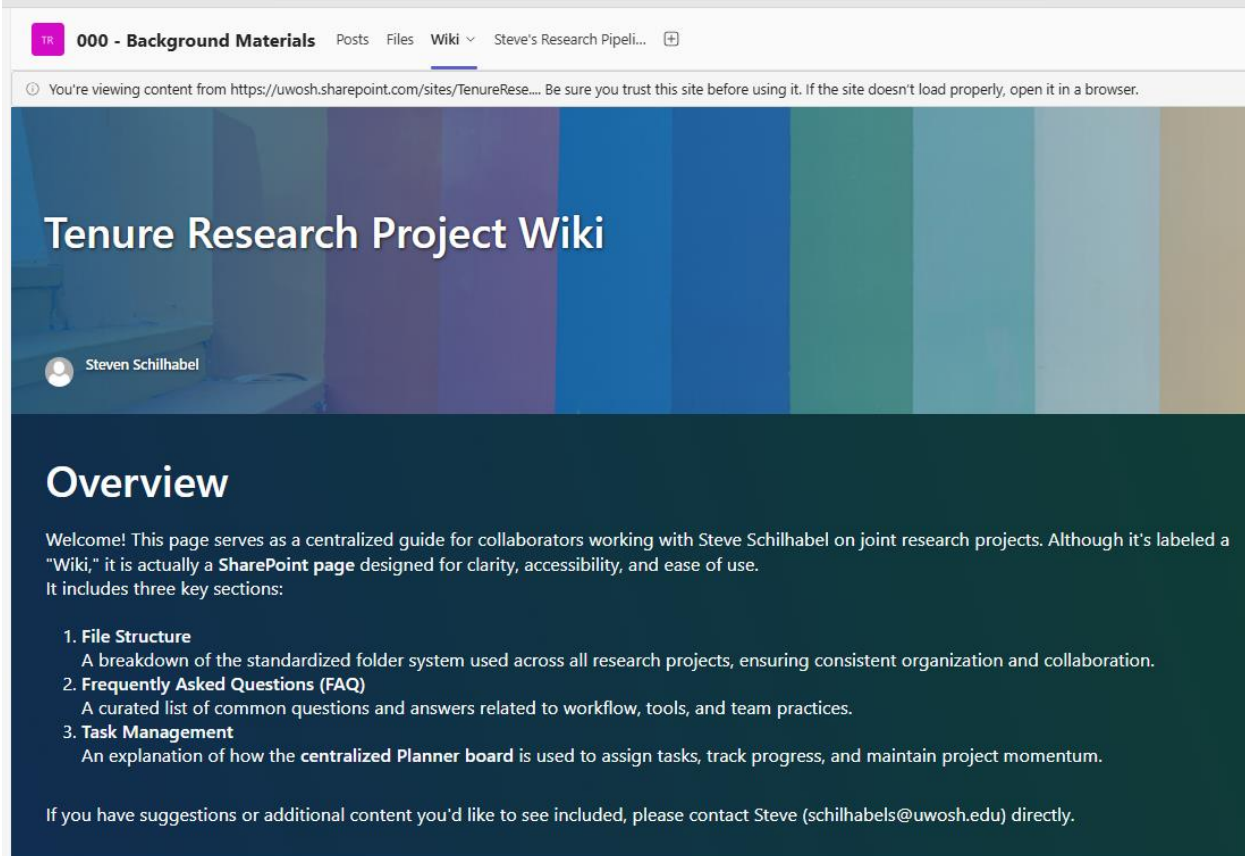 TR
000 - Background Materials Posts Files Wiki Steve's Research Pipeli...
You're viewing content from https://uwosh.sharepoint.com/sites/TenureRese.... Be sure you trust this site before using it. If the site doesn't load properly, open it in a browser.
Tenure Research Project Wiki
Steven Schilhabel
Overview
Welcome! This page serves as a centralized guide for collaborators working with Steve Schilhabel on joint research projects. Although it's labeled a
"Wiki," it is actually a SharePoint page designed for clarity, accessibility, and ease of use.
It includes three key sections:
1. File Structure
A breakdown of the standardized folder system used across all research projects, ensuring consistent organization and collaboration.
2. Frequently Asked Questions (FAQ)
A curated list of common questions and answers related to workflow, tools, and team practices.
3. Task Management
An explanation of how the centralized Planner board is used to assign tasks, track progress, and maintain project momentum.
If you have suggestions or additional content you'd like to see included, please contact Steve (schilhabels@uwosh.edu) directly.